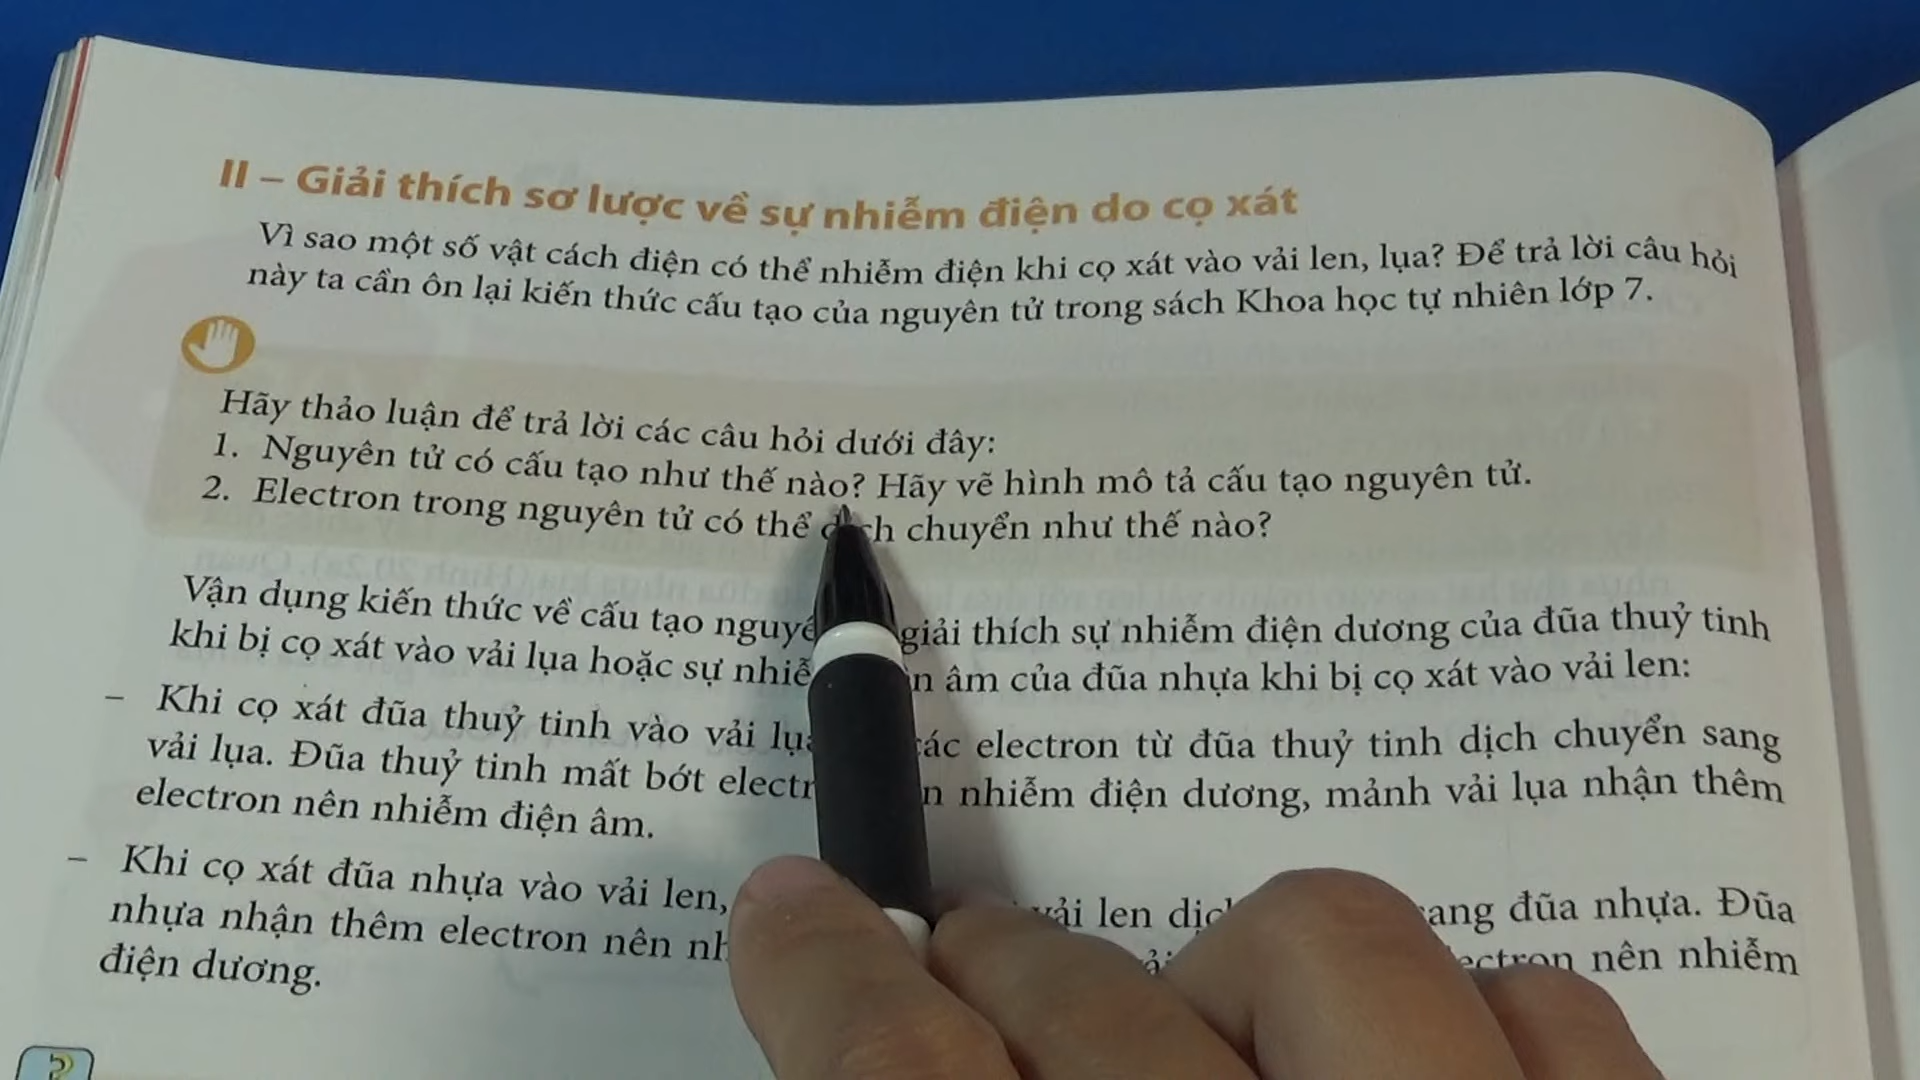 II – Giải thích sơ lược về sự nhiễm điện do cọ xát
Vì sao một số vật cách điện có thể nhiễm điện khi cọ xát vào vải len, lụa? Để trả lời câu hỏi
này ta cần ôn lại kiến thức cấu tạo của nguyên tử trong sách Khoa học tự nhiên lớp 7.
Hãy thảo luận để trả lời các câu hỏi dưới đây:
1. Nguyên tử có cấu tạo như thế nào? Hãy vẽ hình mô tả cấu tạo nguyên tử.
2. Electron trong nguyên tử có thể dịch chuyển như thế nào?
Vận dụng kiến thức về cấu tạo giải thích sự nhiễm điện dương của đũa thuỷ tinh
khi bị cọ xát vào vải lụa hoặc sự âm của đũa nhựa khi bị cọ xát vào vải len:
– Khi cọ xát đũa thuỷ tinh vào vải các electron từ đũa thuỷ tinh dịch chuyển sang
vải lụa. Đũa thuỷ tinh mất bớt nhiễm điện dương, mảnh vải lụa nhận thêm
electron nên nhiễm điện âm.
– Khi cọ xát đũa nhựa vào vải len, vải len sang đũa nhựa. Đũa
nhựa nhận thêm electron nên nên nhiễm
điện dương.
?